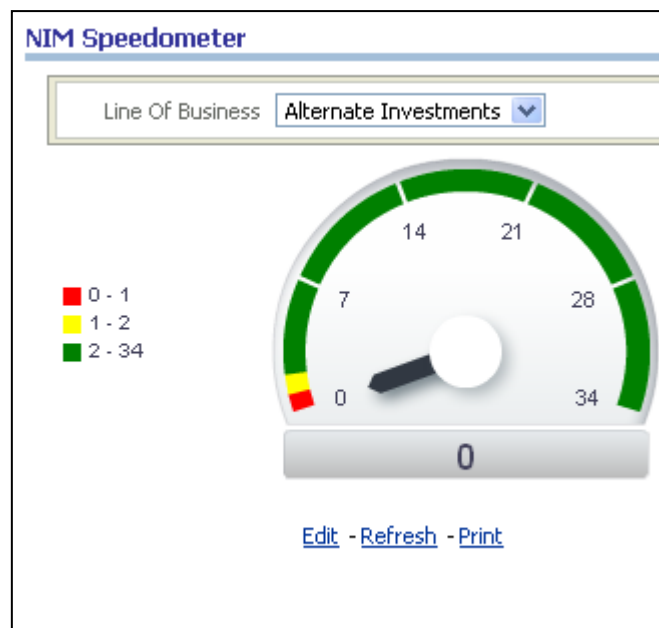 NIM Speedometer
Line Of Business Alternate Investments
14 21
7 28
0 - 1
1 - 2
2 - 34
0 34
0
Edit - Refresh - Print